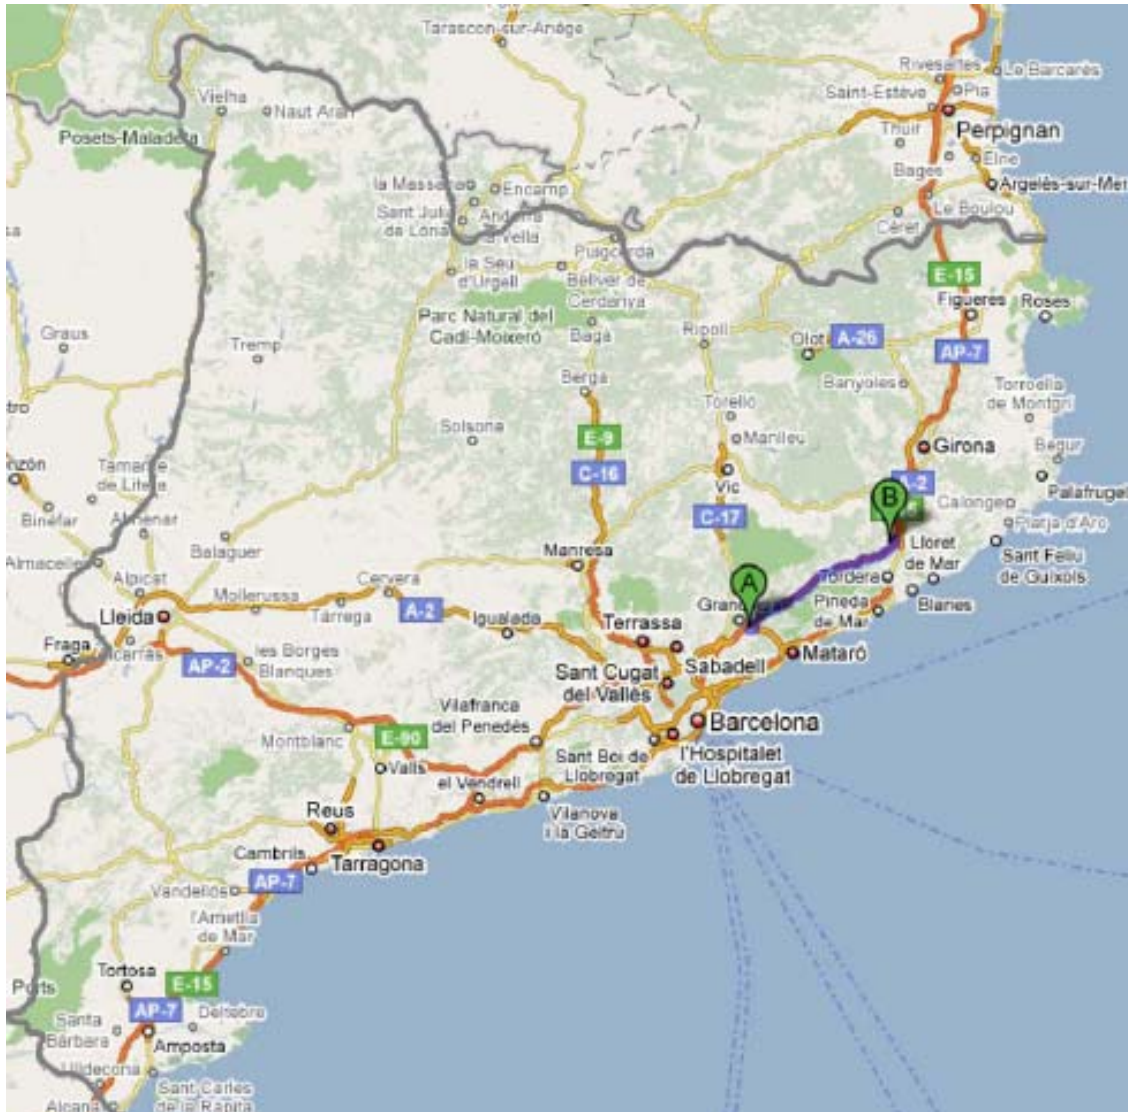 Tarascon-sur-Ariège
Rivesaltes
Le Barcarès
Vielha
Naut Aran
Saint-Estève
Pia
Posets-Maladeta
Thuir
Perpignan
Bages
Elne
la Massana
Encamp
Argelès-sur-Mer
Sant Julià
de Lòria
Andorra
la Vella
Le Boulou
Céret
Puigcerdà
la Seu
d'Urgell
Bellver de
Cerdanya
E-15
Figueres
Roses
Parc Natural del
Cadí-Moixeró
Bagà
Ripoll
Olot
A-26
AP-7
Graus
Tremp
Berga
Banyoles
Torroella
de Montgrí
Torelló
Solsona
E-9
Manlleu
Girona
Begur
C-16
Vic
A-2
Palafrugel
Tamarite
de Litera
Calonge
Binéfar
C-17
B
Platja d'Aro
Almenar
Balaguer
Manresa
Lloret
de Mar
Sant Feliu
de Guíxols
Almacelles
Alpicat
Cervera
A
Tordera
Mollerussa
Tàrrega
A-2
Igualada
Pineda
de Mar
Blanes
Lleida
Terrassa
Fraga
Alcarràs
AP-2
les Borges
Blanques
Sant Cugat
del Vallès
Sabadell
Mataró
Vilafranca
del Penedès
Barcelona
Montblanc
E-90
Sant Boi de
Llobregat
l'Hospitalet
de Llobregat
Valls
el Vendrell
Reus
Vilanova
i la Geltrú
Cambrils
Tarragona
AP-7
Vandellòs
l'Ametlla
de Mar
Tortosa
Ports
E-15
AP-7
Santa
Bàrbara
Deltebre
Amposta
Ulldecona
Sant Carles
de la Ràpita
Alcana